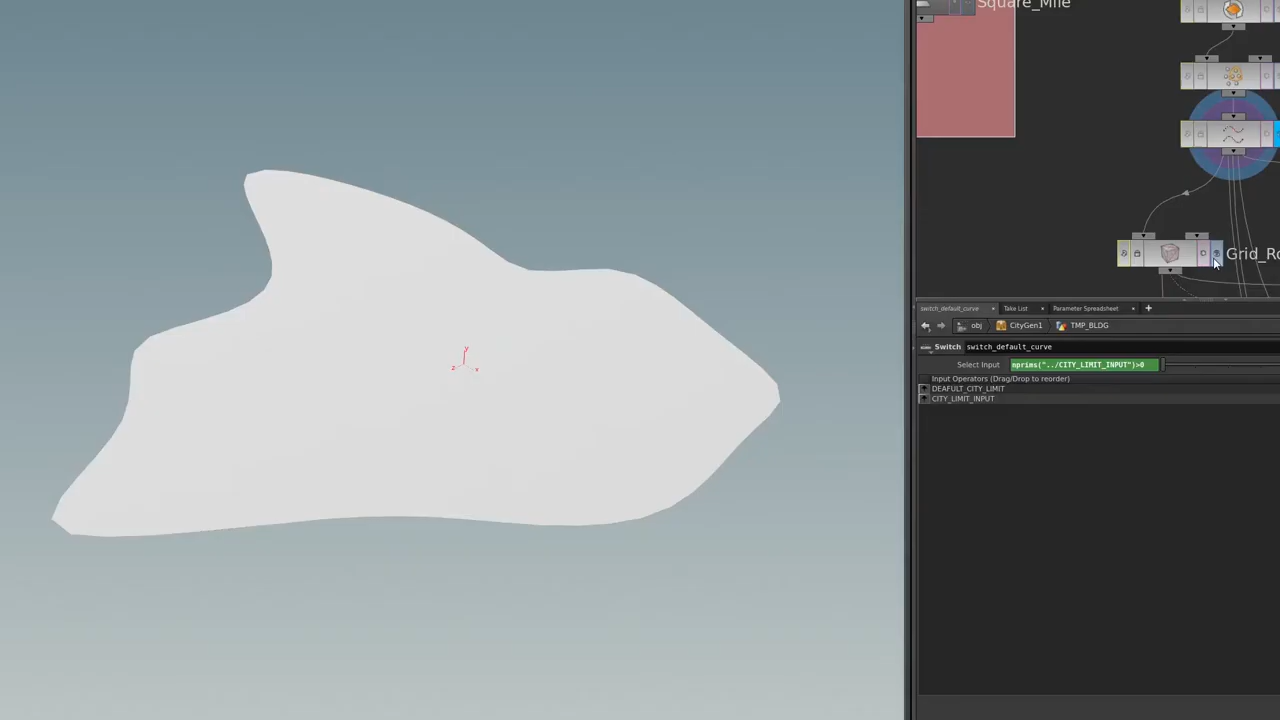 Square_Mile
Grid_Ro
switch_default_curve
Take List
Parameter Spreadsheet
obj
CityGen1
TMP_BLDG
Switch
switch_default_curve
Select Input
nprims("../CITY_LIMIT_INPUT")>0
Input Operators (Drag/Drop to reorder)
DEAFULT_CITY_LIMIT
CITY_LIMIT_INPUT
y
z